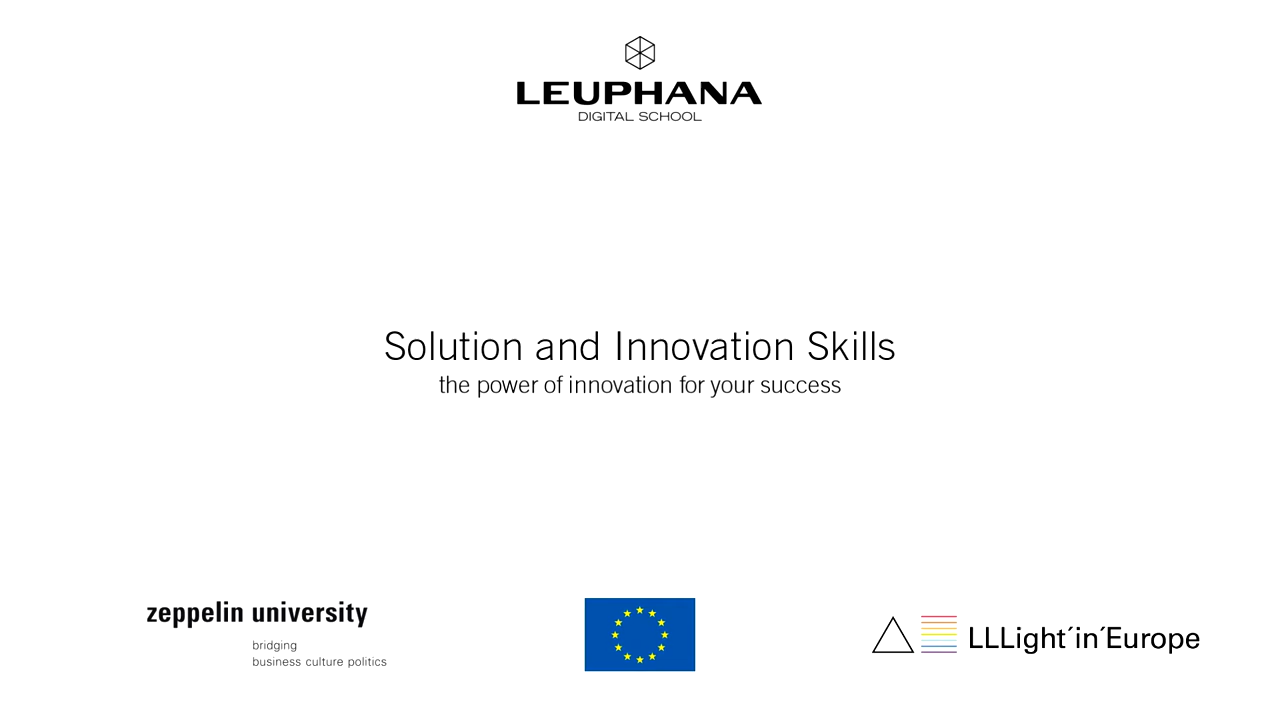 LEUPHANA
DIGITAL SCHOOL
Solution and Innovation Skills
the power of innovation for your success
zeppelin university
bridging
business culture politics
LLLight´in´Europe